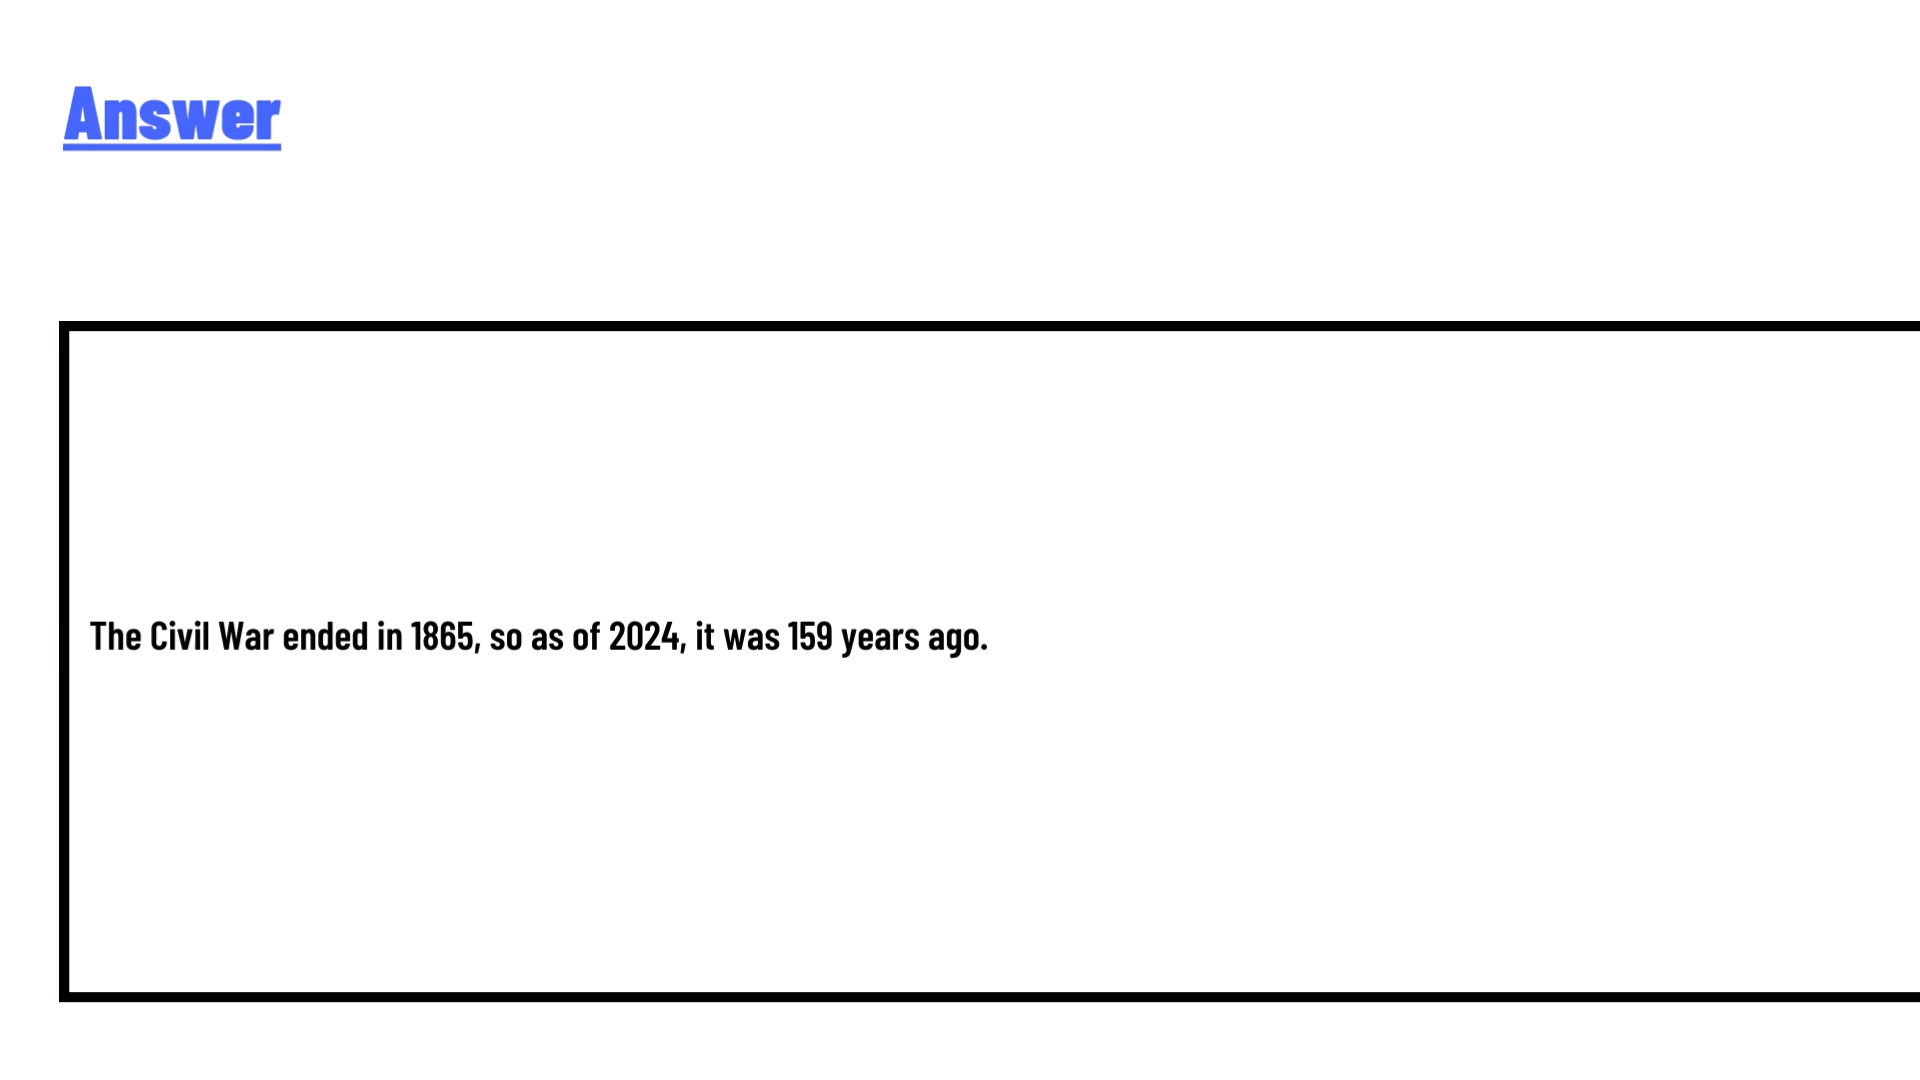 Answer
The Civil War ended in 1865, so as of 2024, it was 159 years ago.